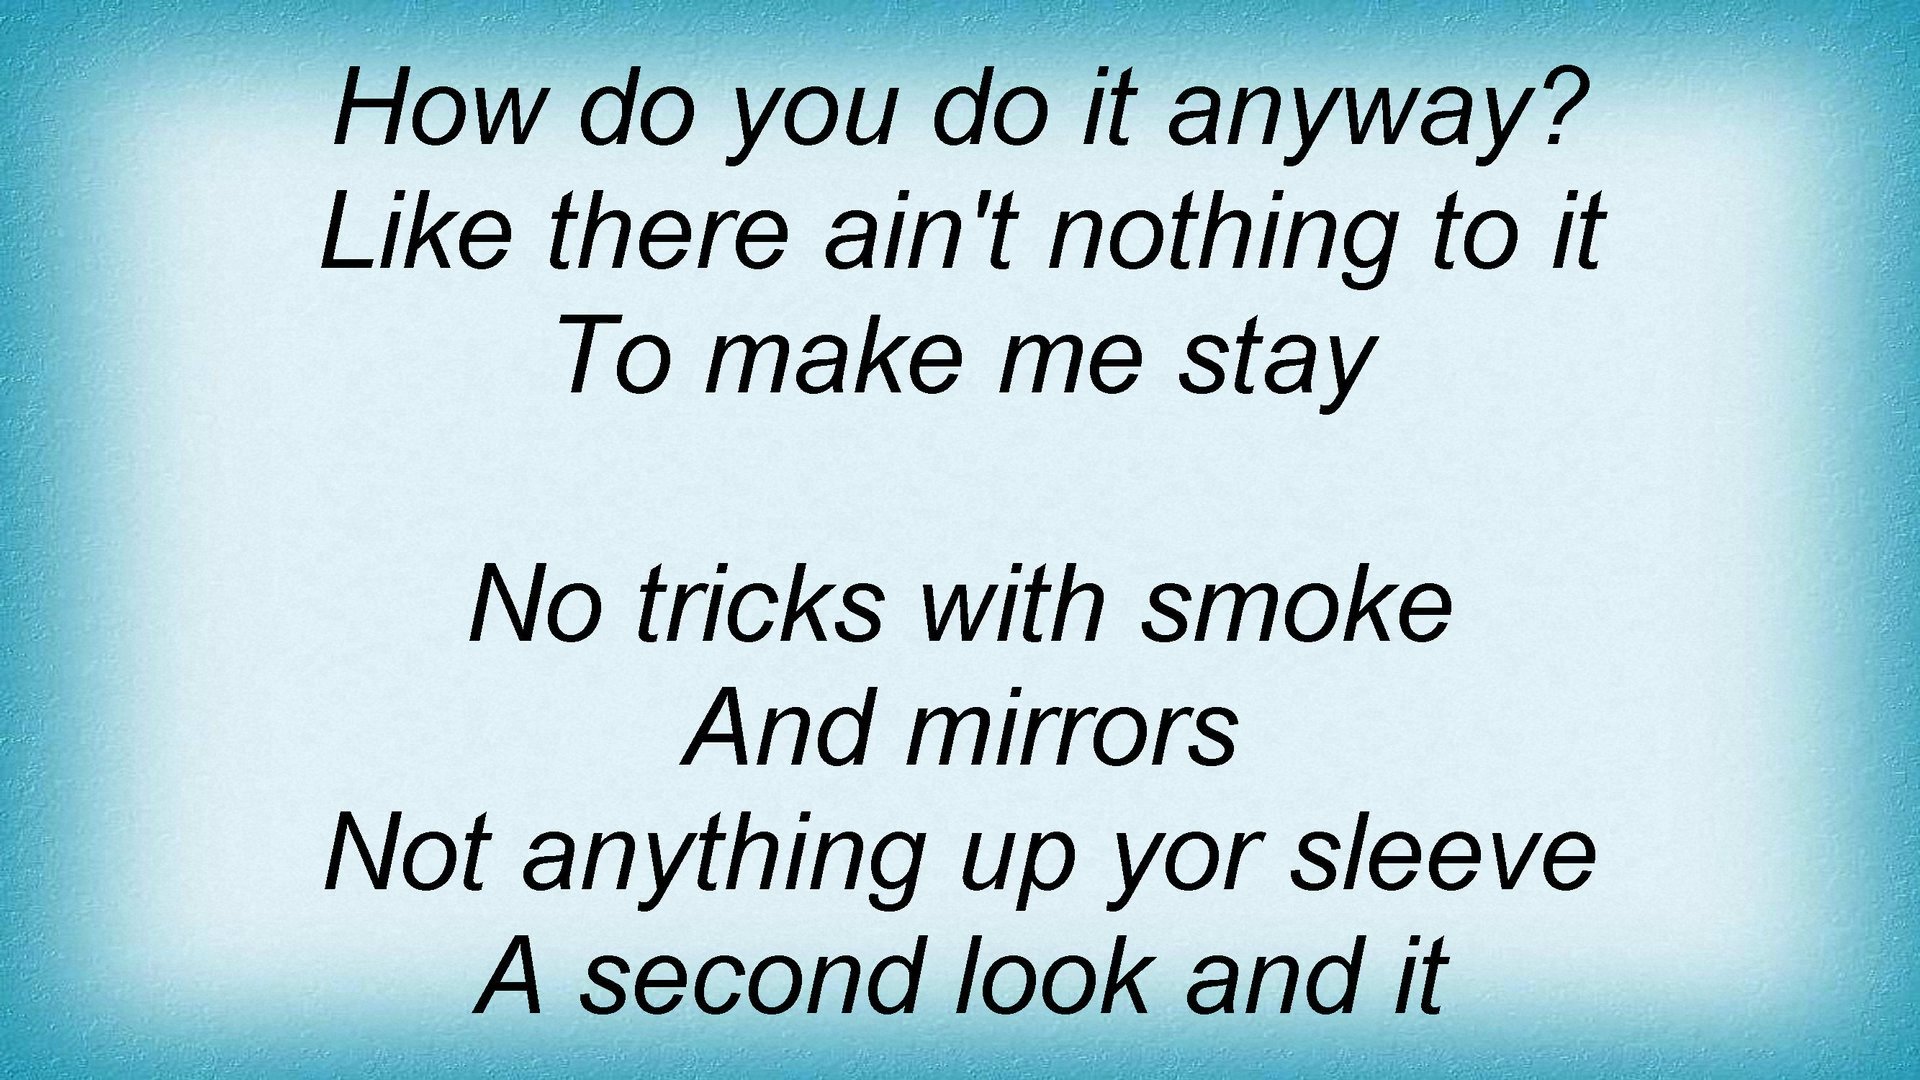 How do you do it anyway?
Like there ain't nothing to it
To make me stay
No tricks with smoke
And mirrors
Not anything up yor sleeve
A second look and it